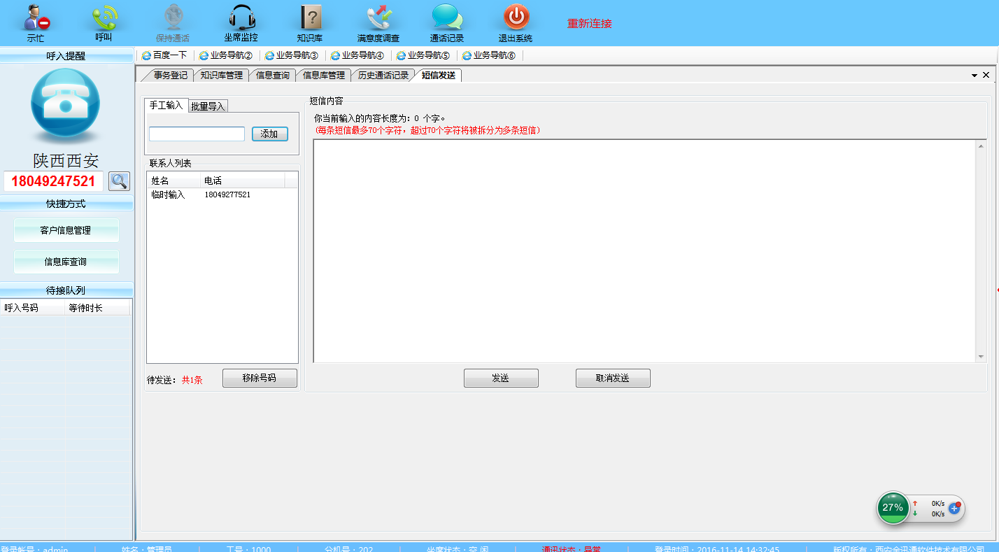 示忙 呼叫 保持通话 坐席监控 知识库 满意度调查 通话记录 退出系统 重新连接
呼入提醒
百度一下 业务导航② 业务导航③ 业务导航④ 业务导航⑤ 业务导航⑥
事务登记 知识库管理 信息查询 信息库管理 历史通话记录 短信发送
陕西西安
18049247521
快捷方式
客户信息管理
信息库查询
待接队列
呼入号码 等待时长
手工输入 批量导入
添加
联系人列表
姓名 电话
临时输入 18049277521
待发送： 共1条 移除号码
短信内容
你当前输入的内容长度为：0 个字。
(每条短信最多70个字符，超过70个字符将被拆分为多条短信)
发送 取消发送
27% 0K/s
0K/s
登录帐号：admin 姓名：管理员 工号：1000 分机号：202 坐席状态：空 闲 通讯状态：异常 登录时间：2016-11-14 14:32:45 版权所有：西安金讯通软件技术有限公司